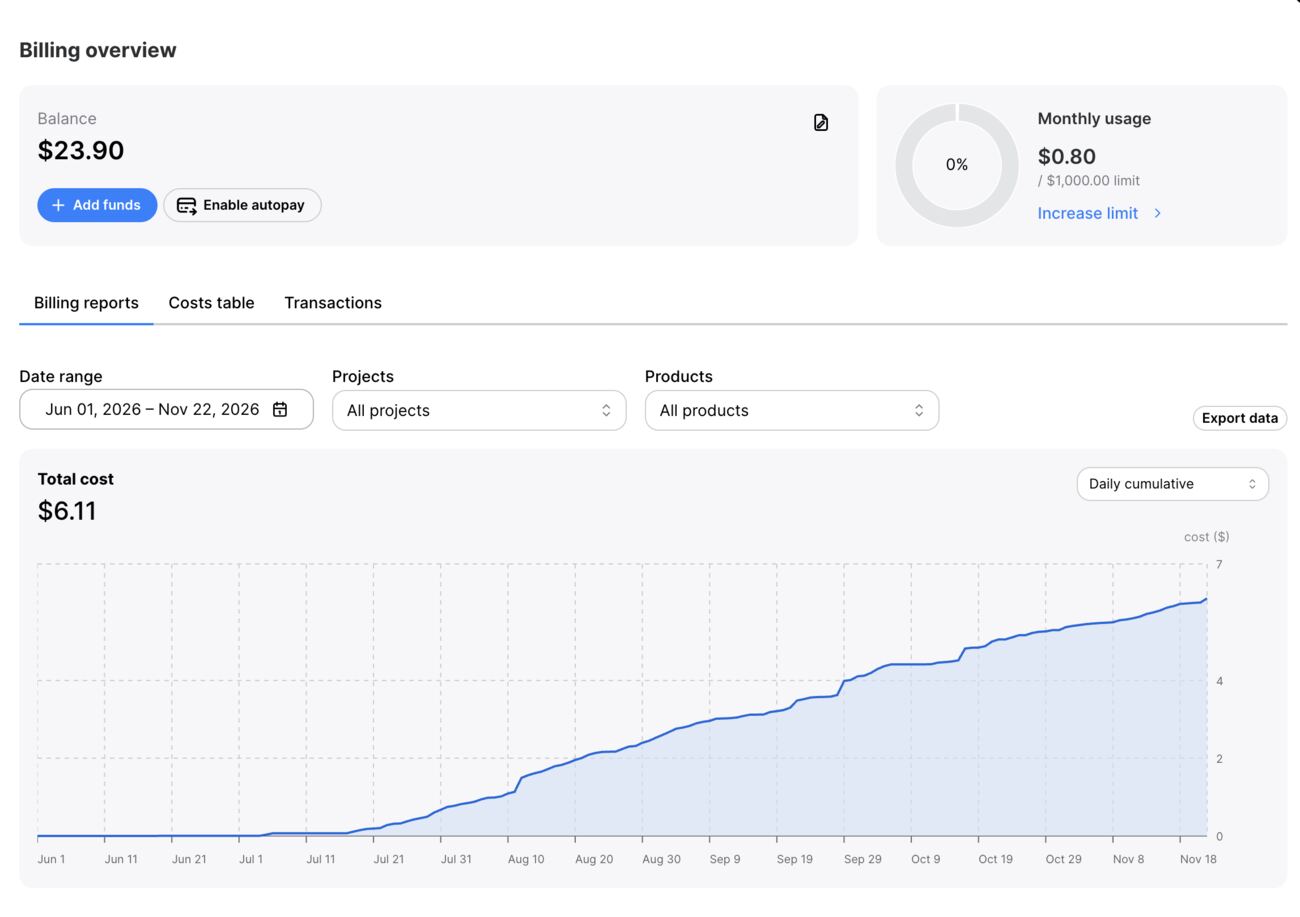 Billing overview
Balance
$23.90
Add funds
Enable autopay
0%
Monthly usage
$0.80
/ $1,000.00 limit
Increase limit
Billing reports
Costs table
Transactions
Date range
Jun 01, 2026 – Nov 22, 2026
Projects
All projects
Products
All products
Export data
Total cost
$6.11
Daily cumulative
cost ($)
7
4
2
0
Jun 1
Jun 11
Jun 21
Jul 1
Jul 11
Jul 21
Jul 31
Aug 10
Aug 20
Aug 30
Sep 9
Sep 19
Sep 29
Oct 9
Oct 19
Oct 29
Nov 8
Nov 18